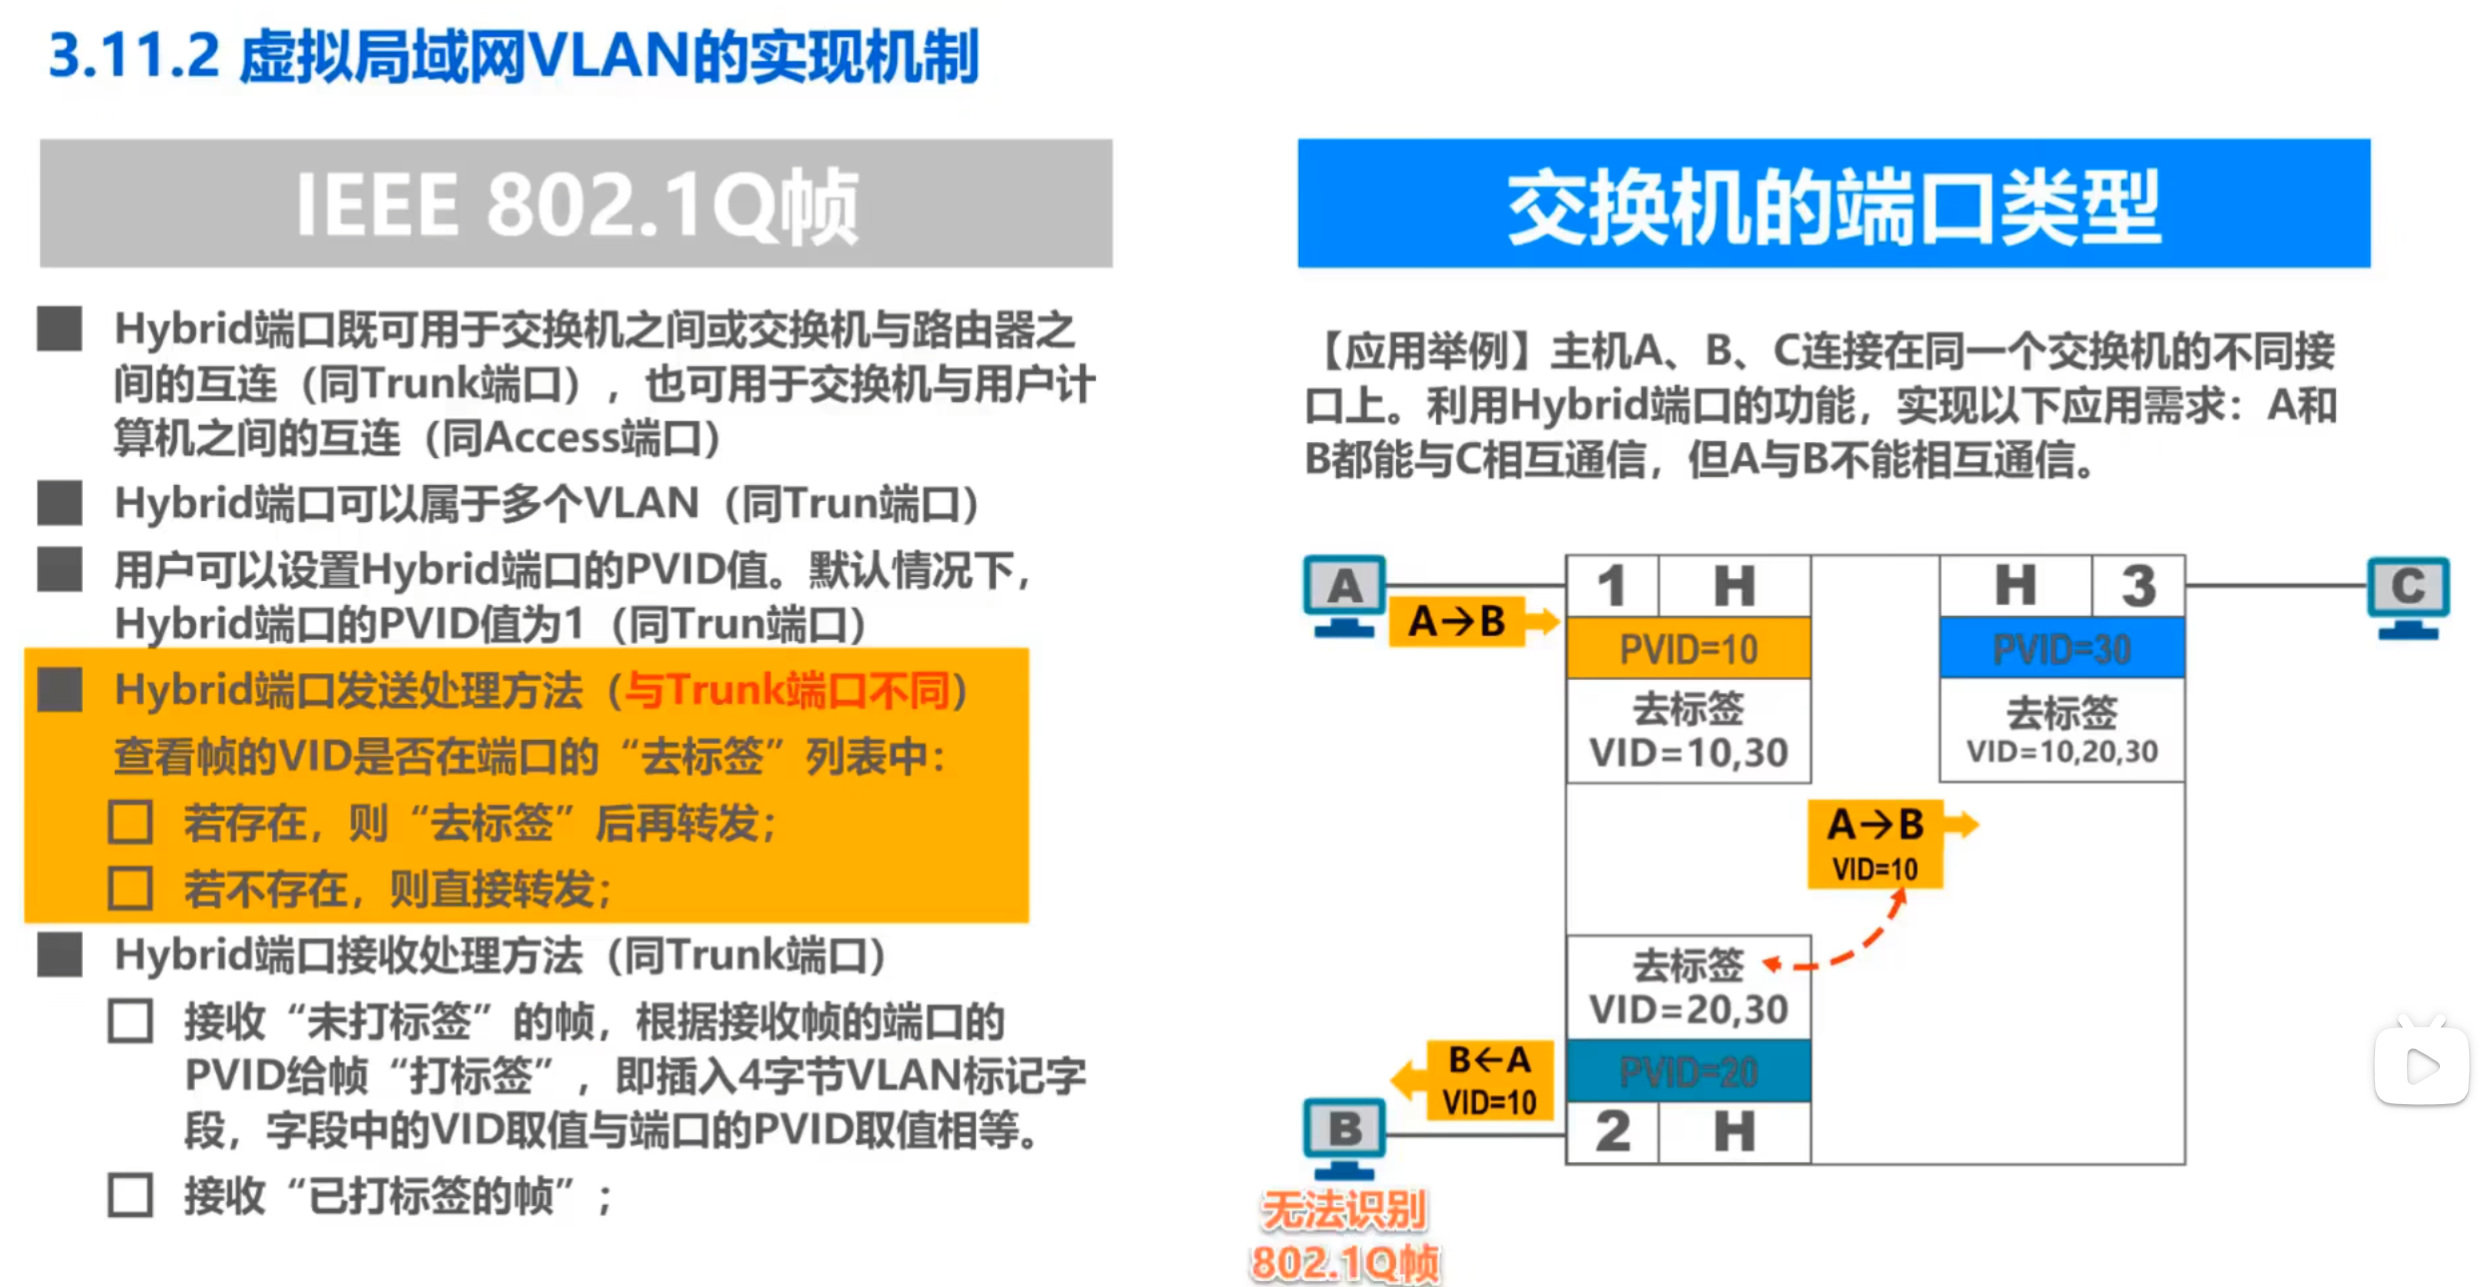 3.11.2 虚拟局域网VLAN的实现机制
IEEE 802.1Q帧
Hybrid端口既可用于交换机之间或交换机与路由器之
间的互连（同Trunk端口），也可用于交换机与用户计
算机之间的互连（同Access端口）
Hybrid端口可以属于多个VLAN（同Trun端口）
用户可以设置Hybrid端口的PVID值。默认情况下，
Hybrid端口的PVID值为1（同Trun端口）
Hybrid端口发送处理方法（与Trunk端口不同）
查看帧的VID是否在端口的“去标签”列表中：
若存在，则“去标签”后再转发；
若不存在，则直接转发；
Hybrid端口接收处理方法（同Trunk端口）
接收“未打标签”的帧，根据接收帧的端口的
PVID给帧“打标签”，即插入4字节VLAN标记字
段，字段中的VID取值与端口的PVID取值相等。
接收“已打标签的帧”；
交换机的端口类型
【应用举例】主机A、B、C连接在同一个交换机的不同接
口上。利用Hybrid端口的功能，实现以下应用需求：A和
B都能与C相互通信，但A与B不能相互通信。
A
A→B
1 H
PVID=10
去标签
VID=10,30
H 3
PVID=30
去标签
VID=10,20,30
C
A→B
VID=10
去标签
VID=20,30
PVID=20
2 H
B←A
VID=10
B
无法识别
802.1Q帧